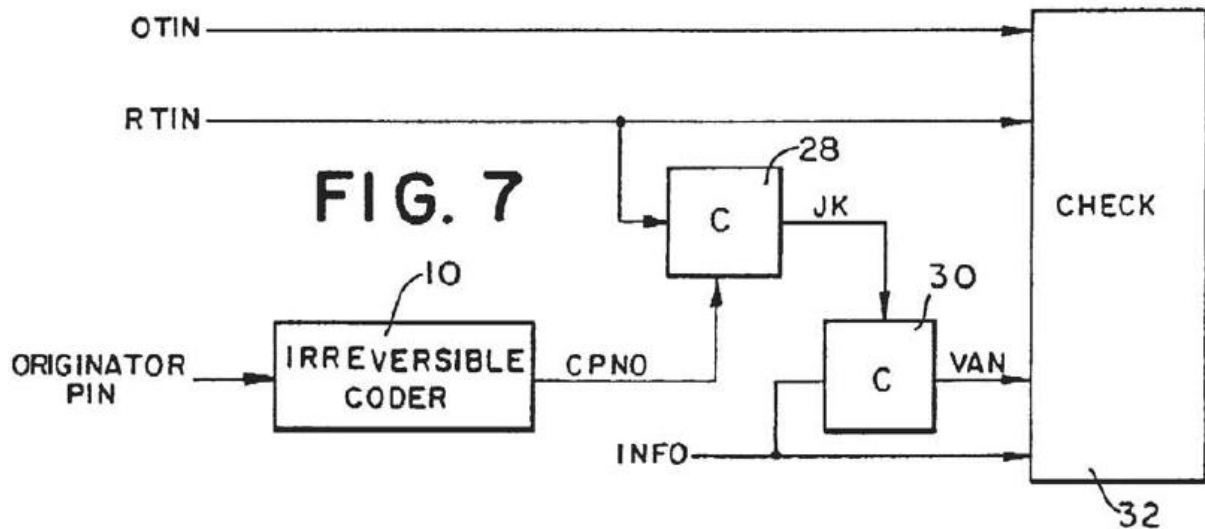 OTIN
RTIN
28
FIG. 7
C
JK
CHECK
10
30
ORIGINATOR
PIN
IRREVERSIBLE
CODER
CPNO
C
VAN
INFO
32